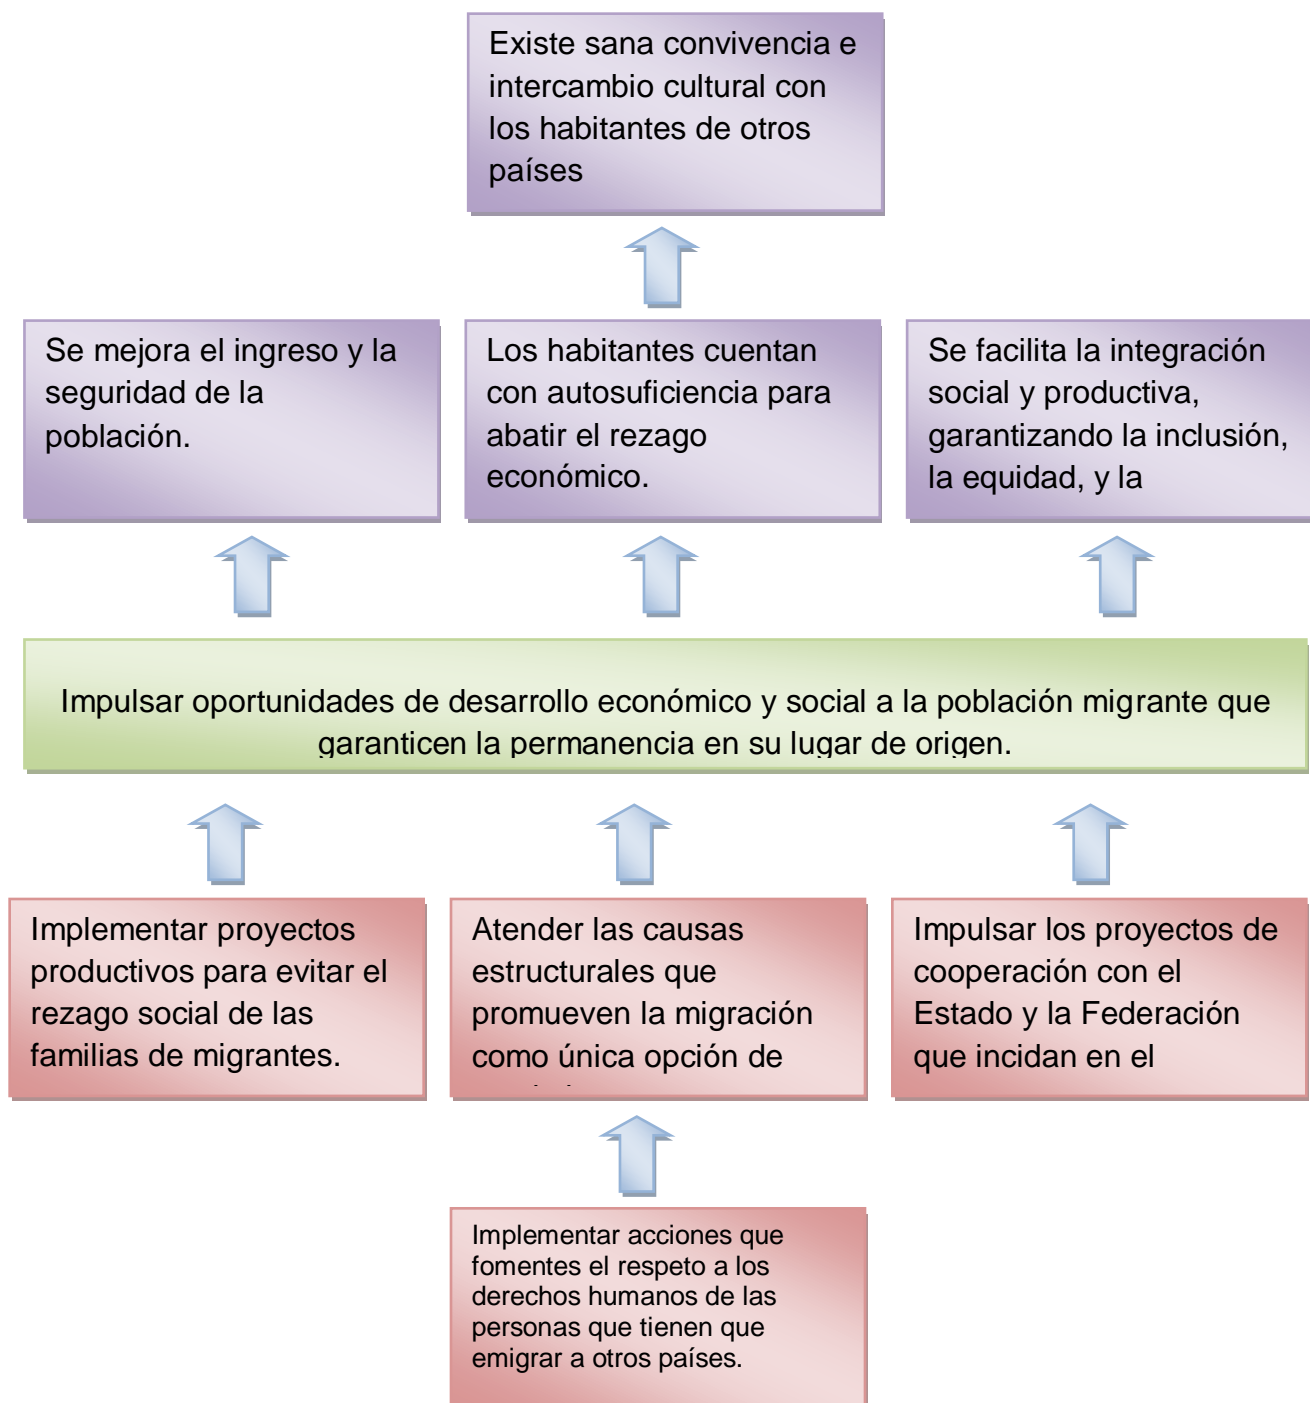 Existe sana convivencia e
intercambio cultural con
los habitantes de otros
países
Se mejora el ingreso y la
seguridad de la
población.
Los habitantes cuentan
con autosuficiencia para
abatir el rezago
económico.
Se facilita la integración
social y productiva,
garantizando la inclusión,
la equidad, y la
Impulsar oportunidades de desarrollo económico y social a la población migrante que
garanticen la permanencia en su lugar de origen.
Implementar proyectos
productivos para evitar el
rezago social de las
familias de migrantes.
Atender las causas
estructurales que
promueven la migración
como única opción de
Impulsar los proyectos de
cooperación con el
Estado y la Federación
que incidan en el
Implementar acciones que
fomentes el respeto a los
derechos humanos de las
personas que tienen que
emigrar a otros países.